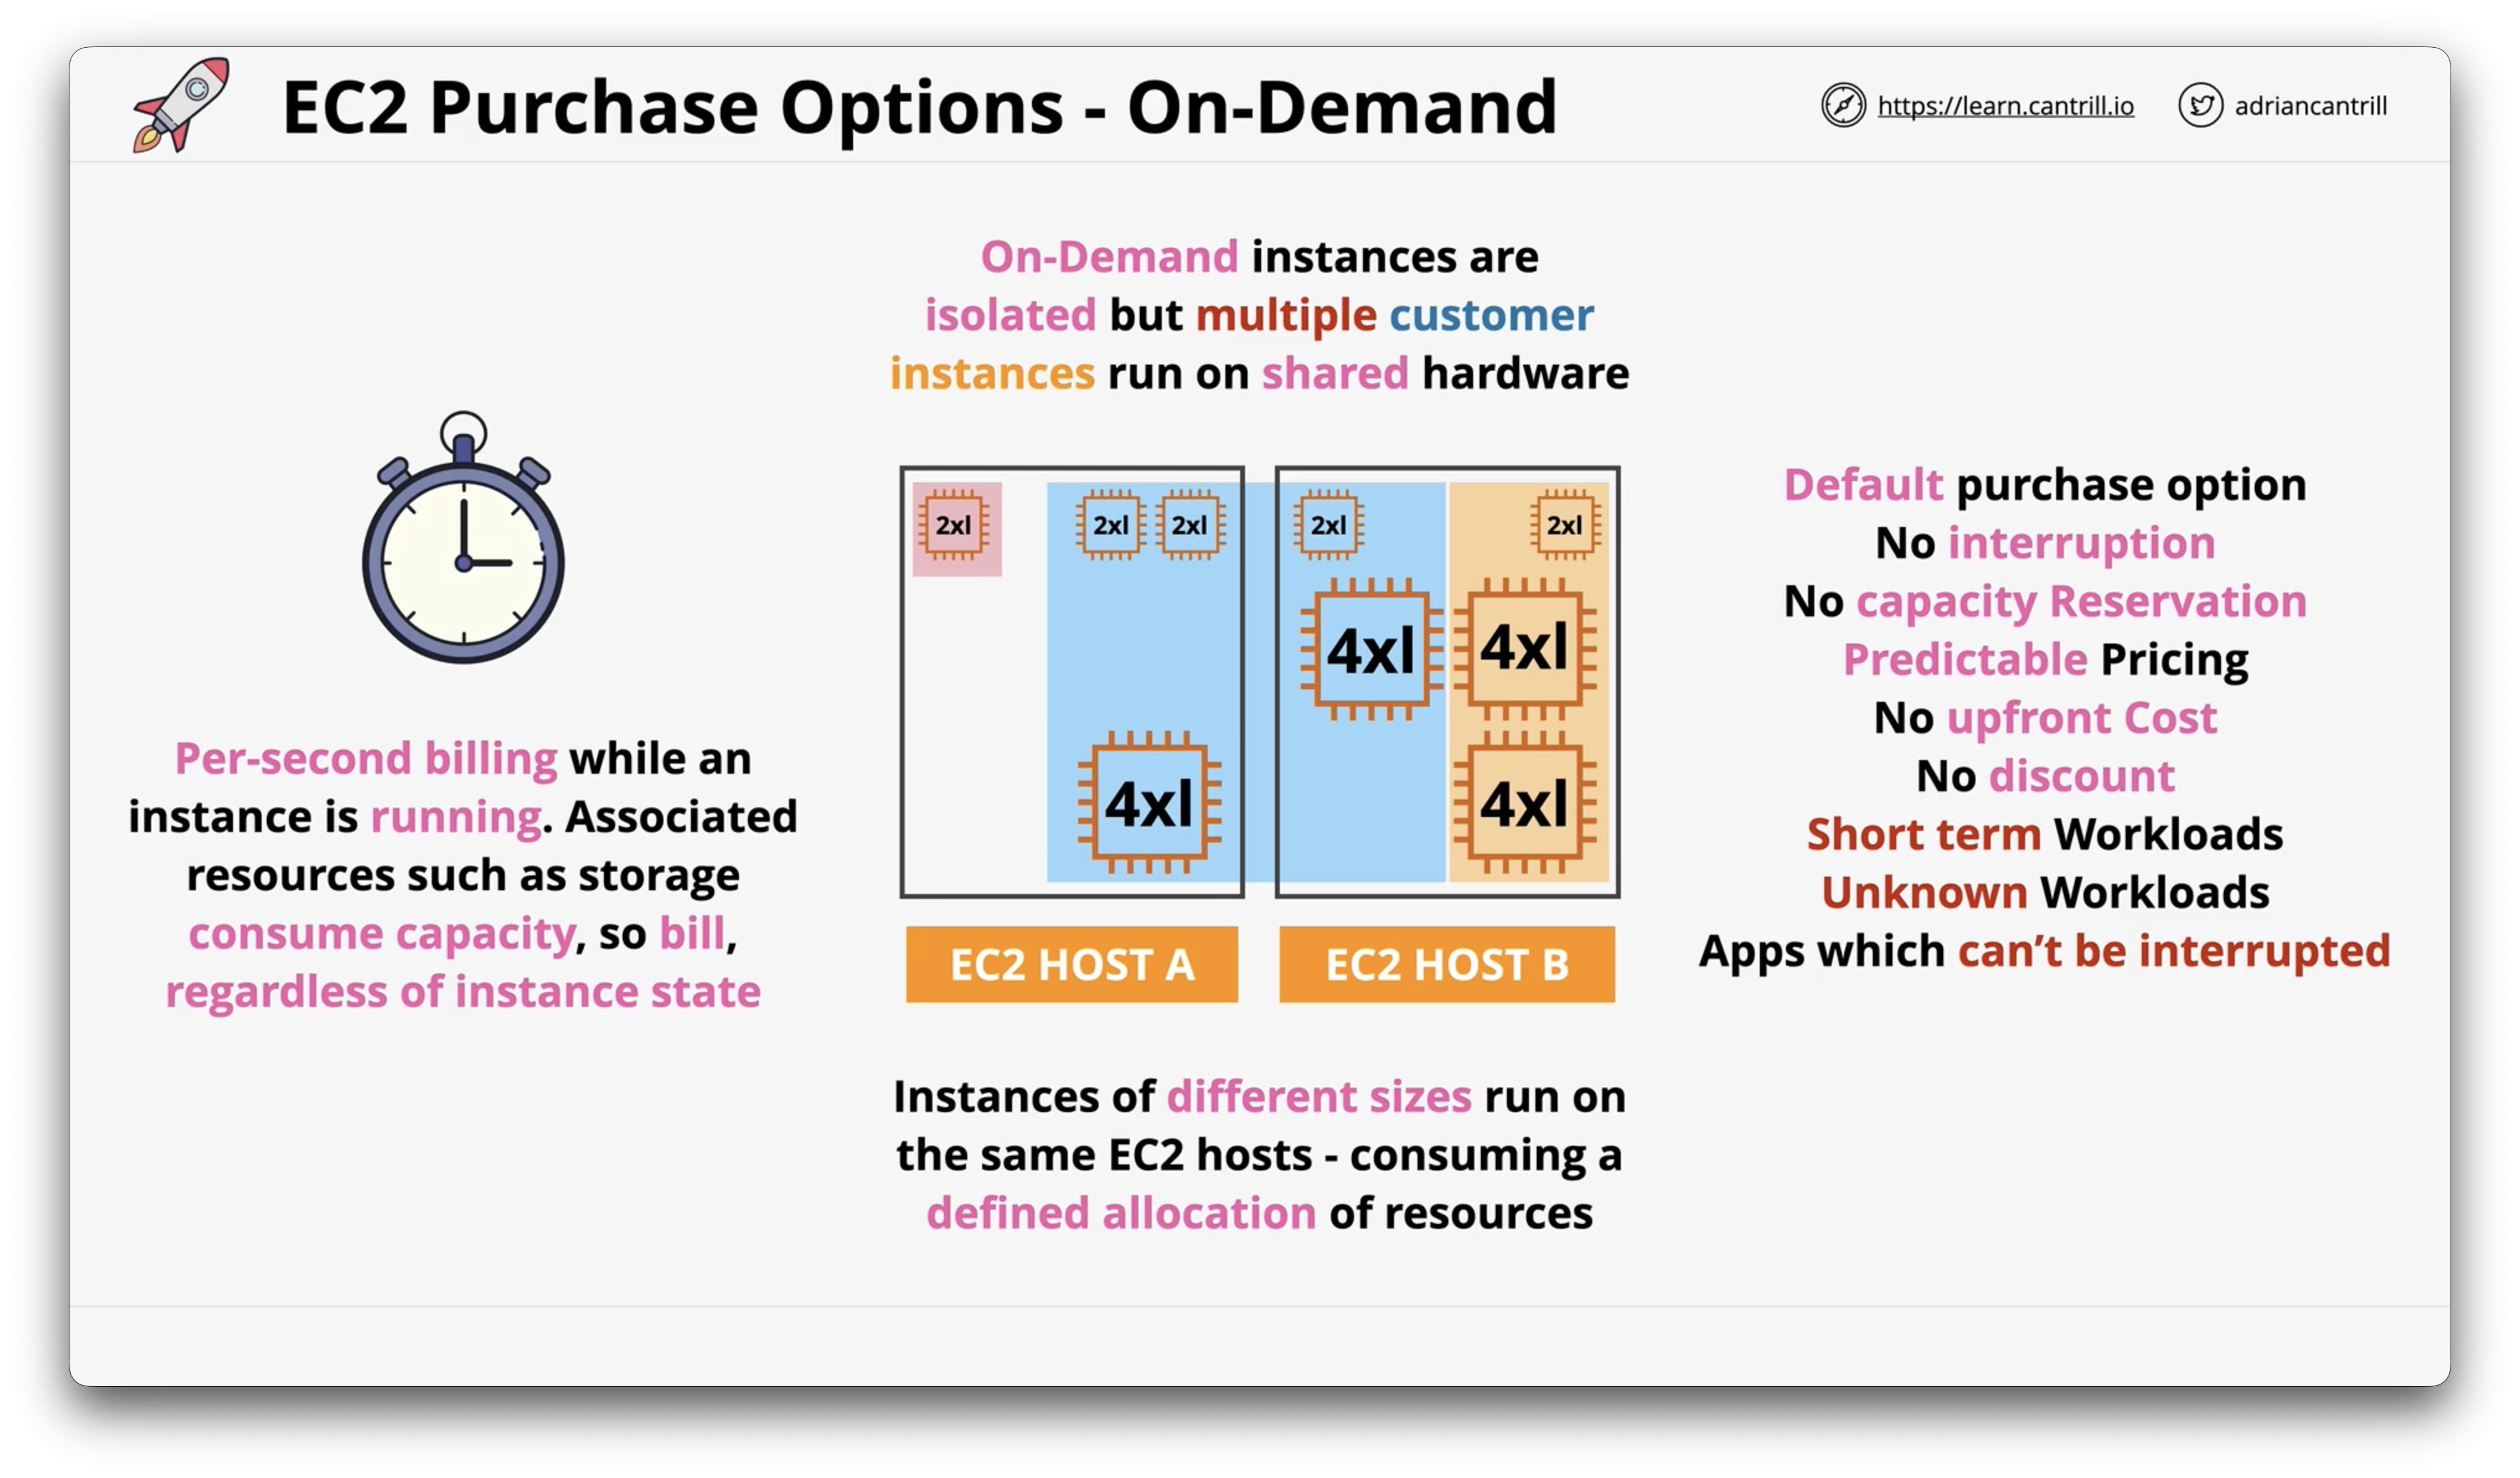 EC2 Purchase Options - On-Demand
https://learn.cantrill.io
adriancantrill
On-Demand instances are
isolated but multiple customer
instances run on shared hardware
Per-second billing while an
instance is running. Associated
resources such as storage
consume capacity, so bill,
regardless of instance state
2xl
2xl 2xl
2xl
2xl
4xl
4xl
4xl
4xl
EC2 HOST A
EC2 HOST B
Instances of different sizes run on
the same EC2 hosts - consuming a
defined allocation of resources
Default purchase option
No interruption
No capacity Reservation
Predictable Pricing
No upfront Cost
No discount
Short term Workloads
Unknown Workloads
Apps which can’t be interrupted